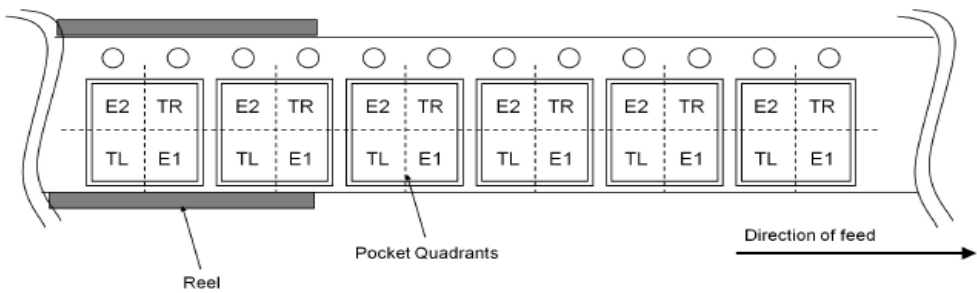 E2 TR E2 TR E2 TR E2 TR E2 TR E2 TR
TL E1 TL E1 TL E1 TL E1 TL E1 TL E1
Direction of feed
Pocket Quadrants
Reel